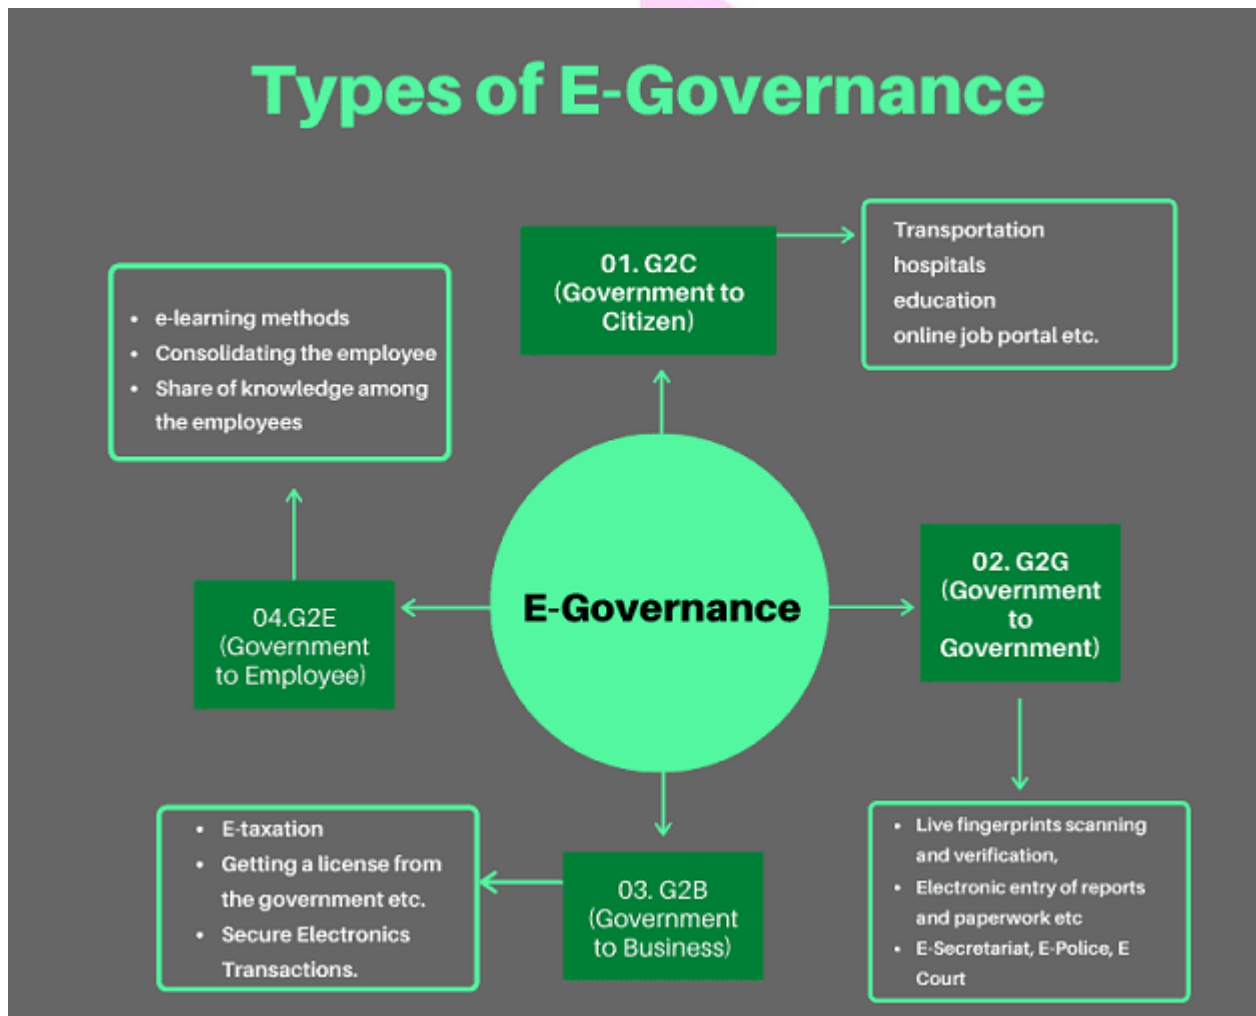 Types of E-Governance
01. G2C
(Government to
Citizen)
Transportation
hospitals
education
online job portal etc.
• e-learning methods
• Consolidating the employee
• Share of knowledge among
the employees
E-Governance
02. G2G
(Government
to
Government)
04.G2E
(Government
to Employee)
• E-taxation
• Getting a license from
the government etc.
• Secure Electronics
Transactions.
03. G2B
(Government
to Business)
• Live fingerprints scanning
and verification,
• Electronic entry of reports
and paperwork etc
• E-Secretariat, E-Police, E
Court